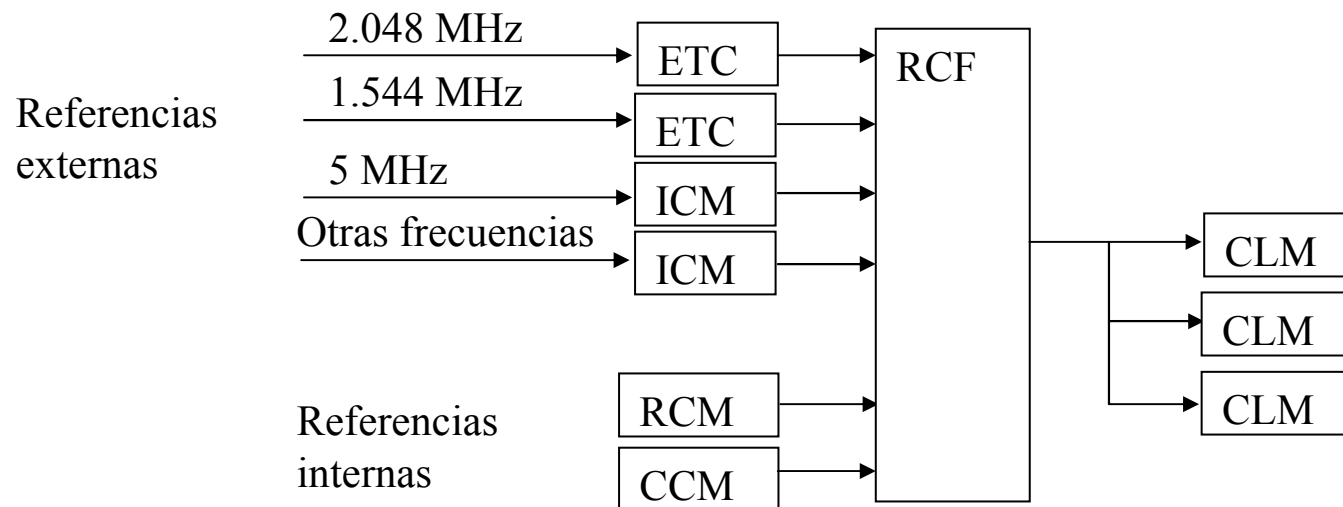 2.048 MHz
ETC
RCF
1.544 MHz
ETC
Referencias
externas
5 MHz
ICM
Otras frecuencias
ICM
CLM
CLM
CLM
Referencias
internas
RCM
CCM